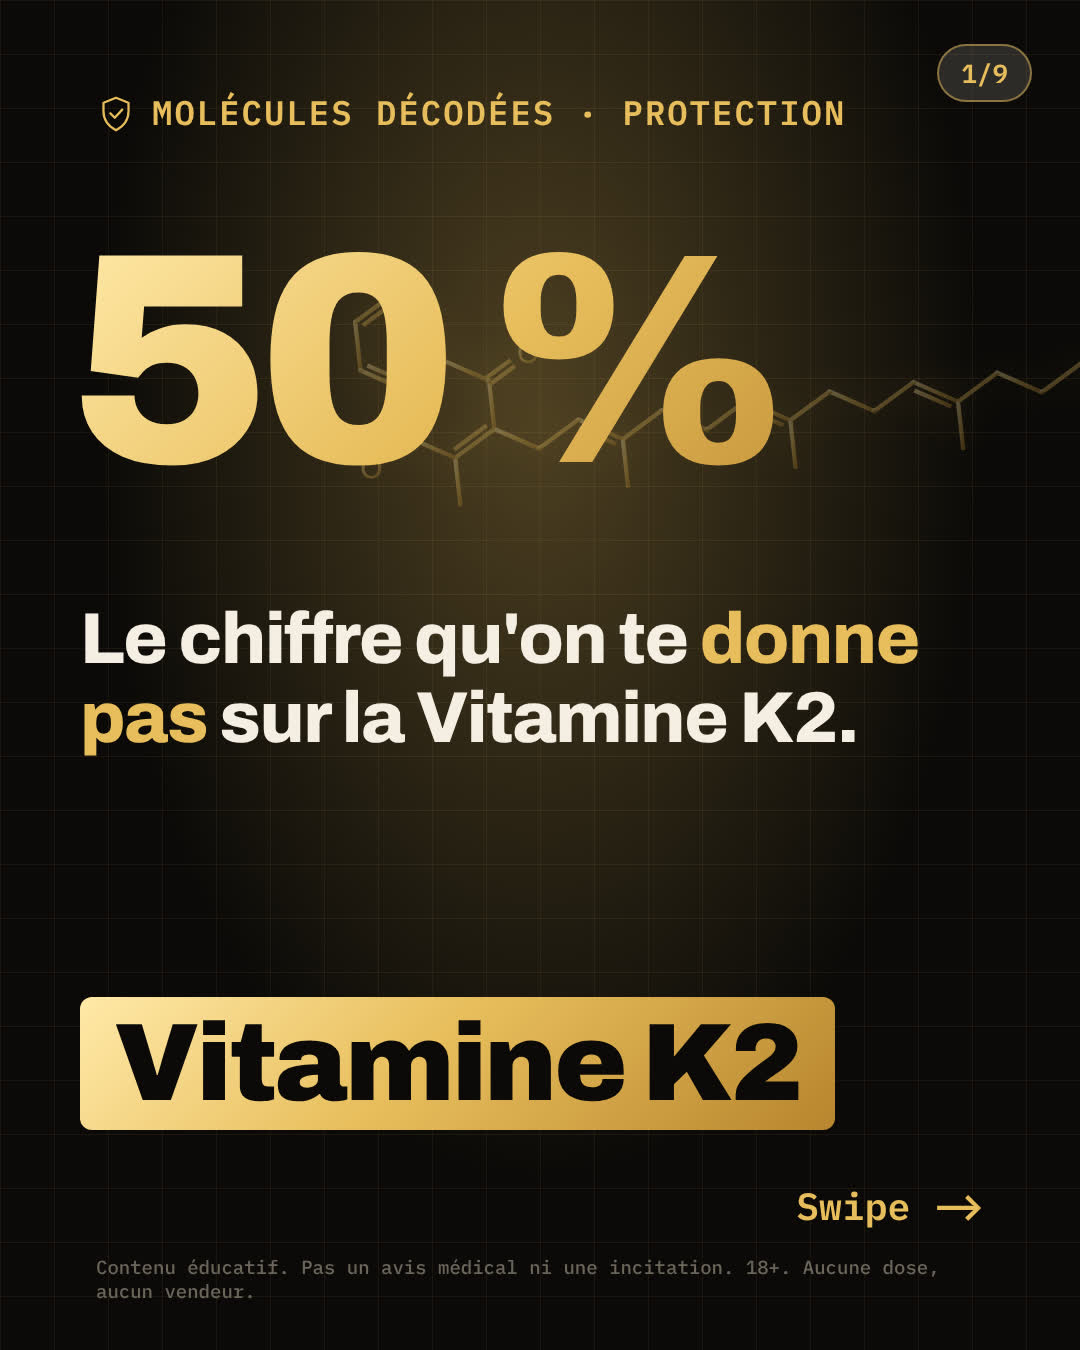 1/9
MOLÉCULES DÉCODÉES · PROTECTION
50 %
Le chiffre qu'on te donne
pas sur la Vitamine K2.
Vitamine K2
Swipe →
Contenu éducatif. Pas un avis médical ni une incitation. 18+. Aucune dose,
aucun vendeur.